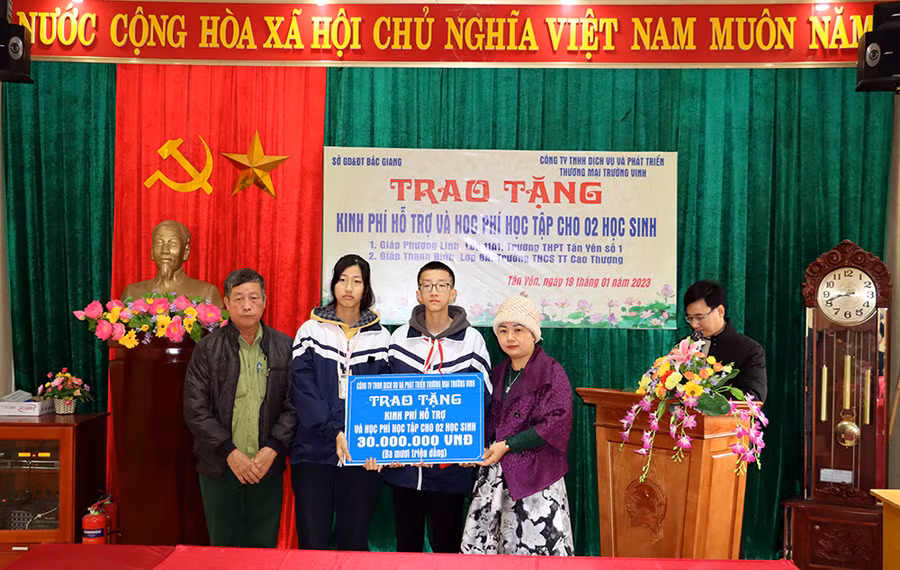 NƯỚC CỘNG HÒA XÃ HỘI CHỦ NGHĨA VIỆT NAM MUÔN NĂM
SỞ GD&ĐT BẮC GIANG
CÔNG TY TNHH DỊCH VỤ VÀ PHÁT TRIỂN
THƯƠNG MẠI TRƯỜNG VINH
TRAO TẶNG
KINH PHÍ HỖ TRỢ VÀ HỌC PHÍ HỌC TẬP CHO 02 HỌC SINH
1. Giáp Phương Linh, Lớp 11A1, Trường THPT Tân Yên số 1
2. Giáp Thanh Bình, Lớp 8A, Trường THCS TT Cao Thượng
Tân Yên, ngày 19 tháng 01 năm 2023
CÔNG TY TNHH DỊCH VỤ VÀ PHÁT TRIỂN THƯƠNG MẠI TRƯỜNG VINH
TRAO TẶNG
KINH PHÍ HỖ TRỢ
VÀ HỌC PHÍ HỌC TẬP CHO 02 HỌC SINH
30.000.000 VNĐ
(Ba mươi triệu đồng)